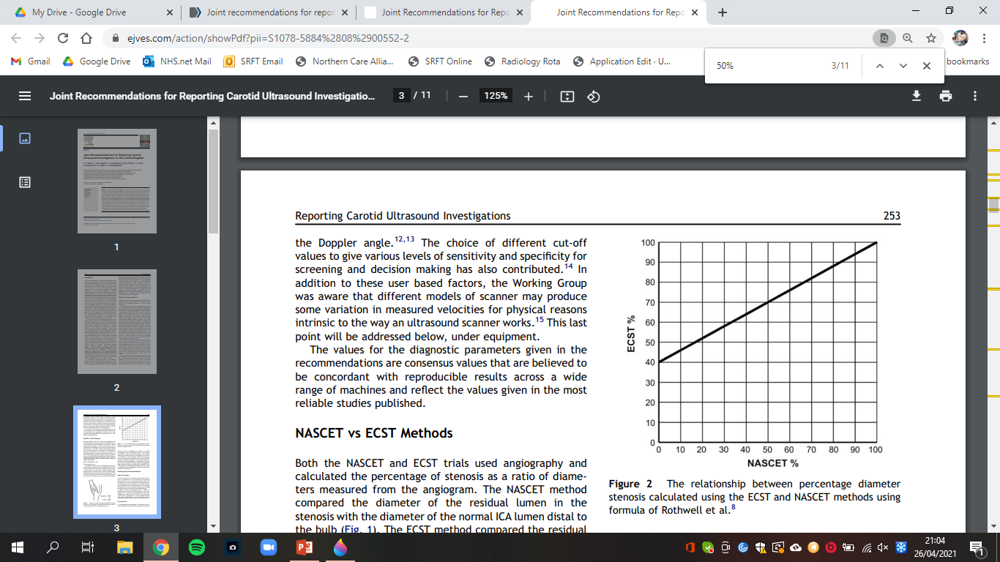 My Drive - Google Drive
Joint recommendations for repor
Joint Recommendations for Repo
Joint Recommendations for Repo
ejves.com/action/showPdf?pii=S1078-5884%2808%2900552-2
Gmail
Google Drive
NHS.net Mail
SRFT Email
Northern Care Allia...
SRFT Online
Radiology Rota
Application Edit · U...
bookmarks
50%
3/11
Joint Recommendations for Reporting Carotid Ultrasound Investigatio...
3 / 11
125%
1
2
3
Reporting Carotid Ultrasound Investigations
253
the Doppler angle.12,13 The choice of different cut-off
values to give various levels of sensitivity and specificity for
screening and decision making has also contributed.14 In
addition to these user based factors, the Working Group
was aware that different models of scanner may produce
some variation in measured velocities for physical reasons
intrinsic to the way an ultrasound scanner works.15 This last
point will be addressed below, under equipment.
The values for the diagnostic parameters given in the
recommendations are consensus values that are believed to
be concordant with reproducible results across a wide
range of machines and reflect the values given in the most
reliable studies published.
NASCET vs ECST Methods
Both the NASCET and ECST trials used angiography and
calculated the percentage of stenosis as a ratio of diame-
ters measured from the angiogram. The NASCET method
compared the diameter of the residual lumen in the
stenosis with the diameter of the normal ICA lumen distal to
the bulb (Fig. 1). The ECST method compared the residual
100
90
80
70
60
50
40
30
20
10
0
ECST %
0 10 20 30 40 50 60 70 80 90 100
NASCET %
Figure 2 The relationship between percentage diameter
stenosis calculated using the ECST and NASCET methods using
formula of Rothwell et al.8
21:04
26/04/2021
1